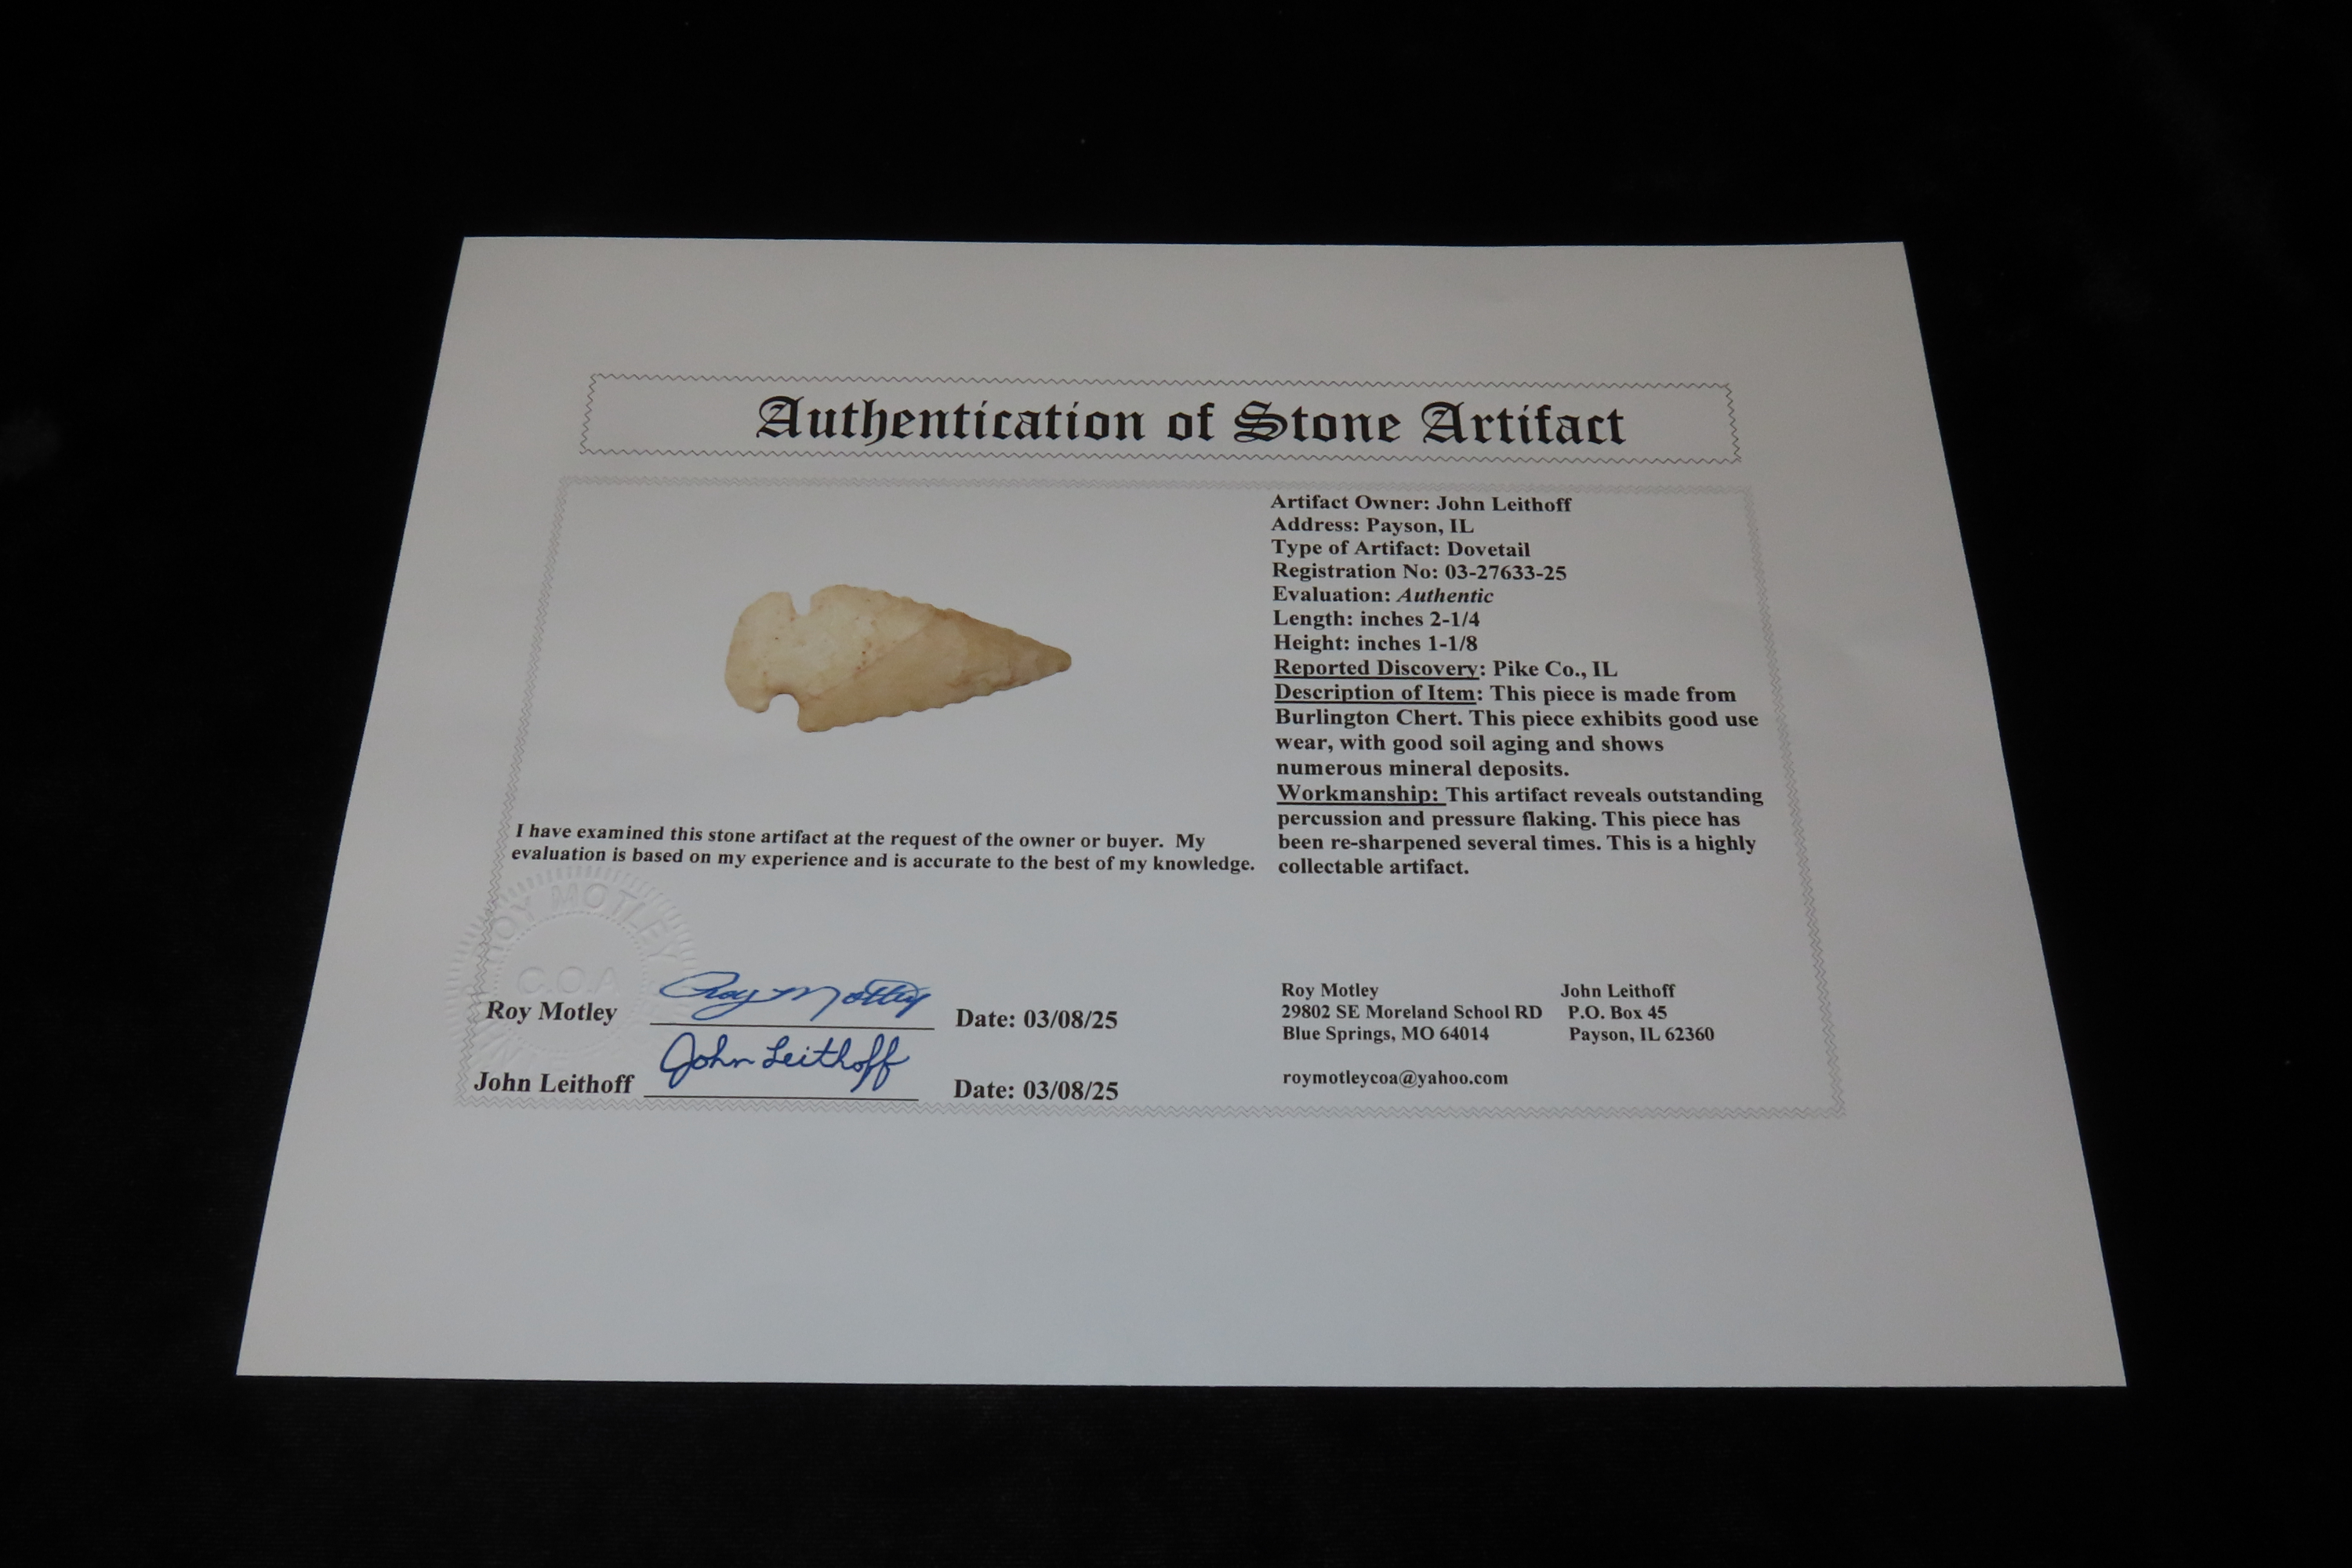 Authentication of Stone Artifact
Artifact Owner: John Leithoff
Address: Payson, IL
Type of Artifact: Dovetail
Registration No: 03-27633-25
Evaluation: Authentic
Length: inches 2-1/4
Height: inches 1-1/8
Reported Discovery: Pike Co., IL
Description of Item: This piece is made from
Burlington Chert. This piece exhibits good use
wear, with good soil aging and shows
numerous mineral deposits.
Workmanship: This artifact reveals outstanding
percussion and pressure flaking. This piece has
been re-sharpened several times. This is a highly
collectable artifact.
I have examined this stone artifact at the request of the owner or buyer. My
evaluation is based on my experience and is accurate to the best of my knowledge.
ROY MOTLEY
C.O.A
Roy Motley Roy Motley Date: 03/08/25
John Leithoff John Leithoff Date: 03/08/25
Roy Motley John Leithoff
29802 SE Moreland School RD P.O. Box 45
Blue Springs, MO 64014 Payson, IL 62360
roymotleycoa@yahoo.com